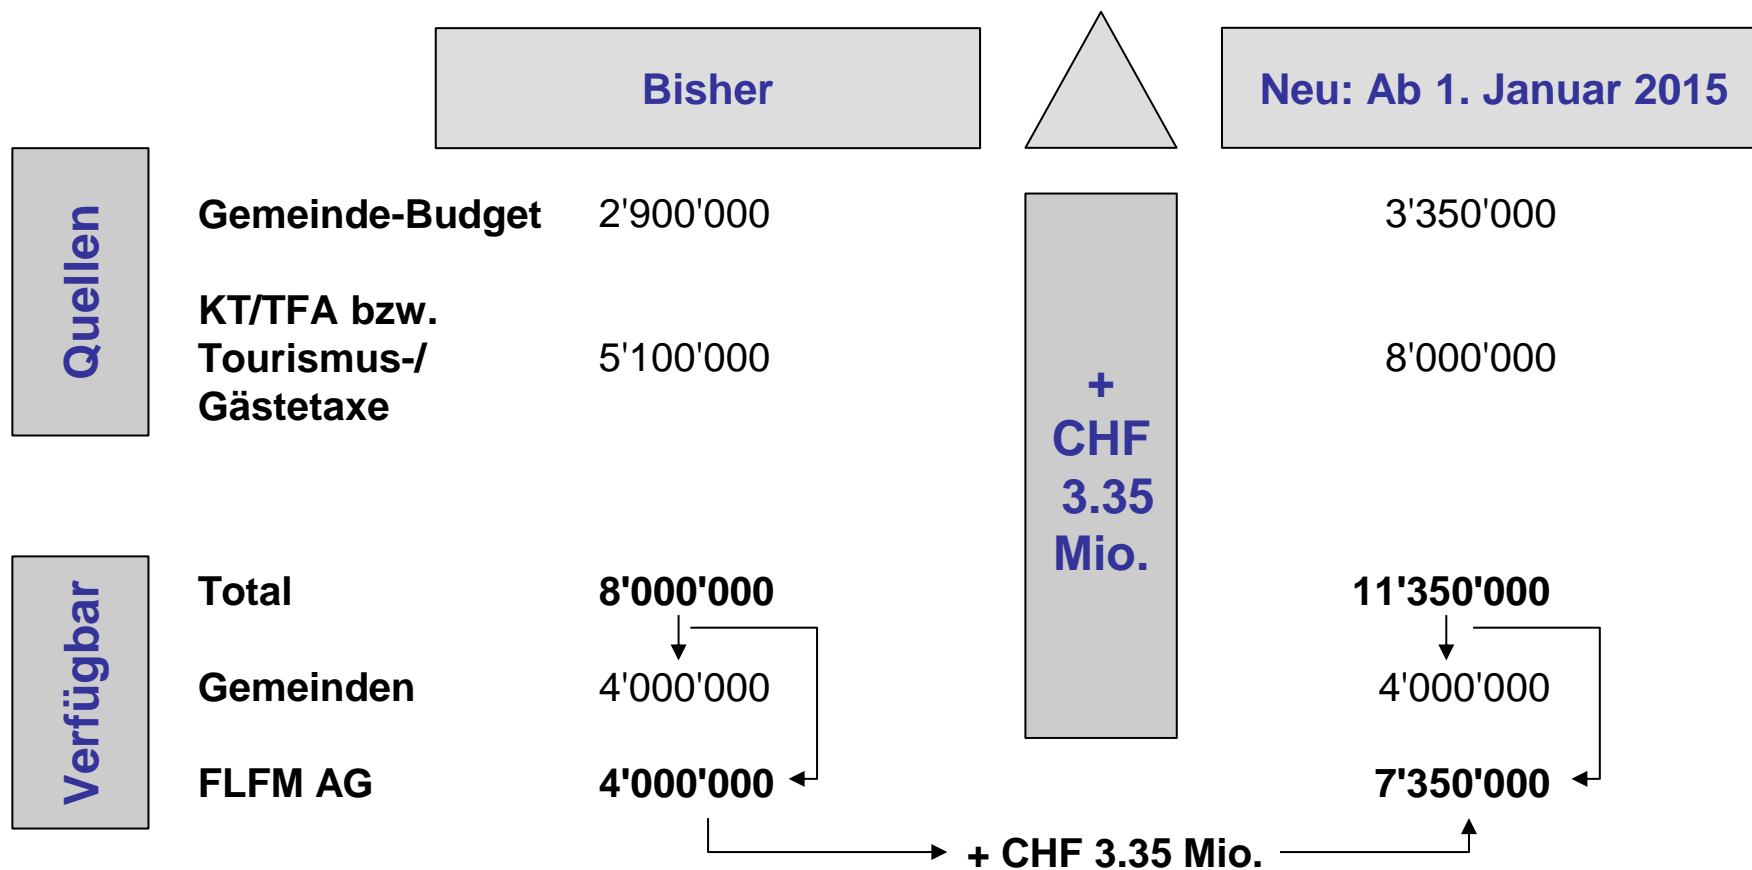 Bisher
Neu: Ab 1. Januar 2015
Quellen
Gemeinde-Budget 2'900'000 3'350'000
KT/TFA bzw.
Tourismus-/ 5'100'000 8'000'000
Gästetaxe
+
CHF
3.35
Mio.
Verfügbar
Total 8'000'000 11'350'000
Gemeinden 4'000'000 4'000'000
FLFM AG 4'000'000 7'350'000
+ CHF 3.35 Mio.